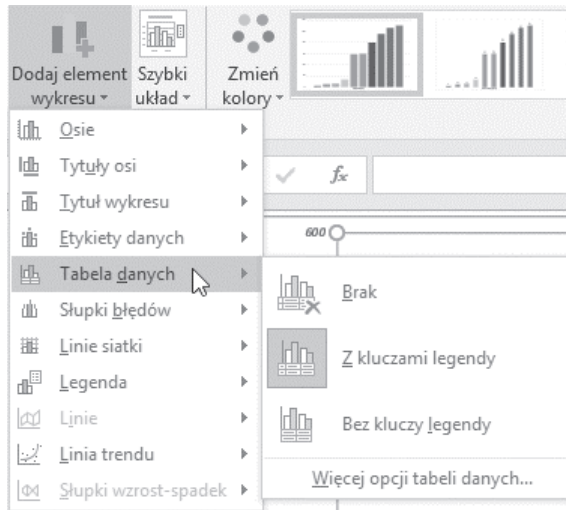 Dodaj element
wykresu
Szybki
układ
Zmień
kolory
Osie
Tytuły osi
fx
Tytuł wykresu
Etykiety danych
600
Tabela danych
Brak
Słupki błędów
Linie siatki
Z kluczami legendy
Legenda
Linie
Bez kluczy legendy
Linia trendu
Więcej opcji tabeli danych...
Słupki wzrost-spadek